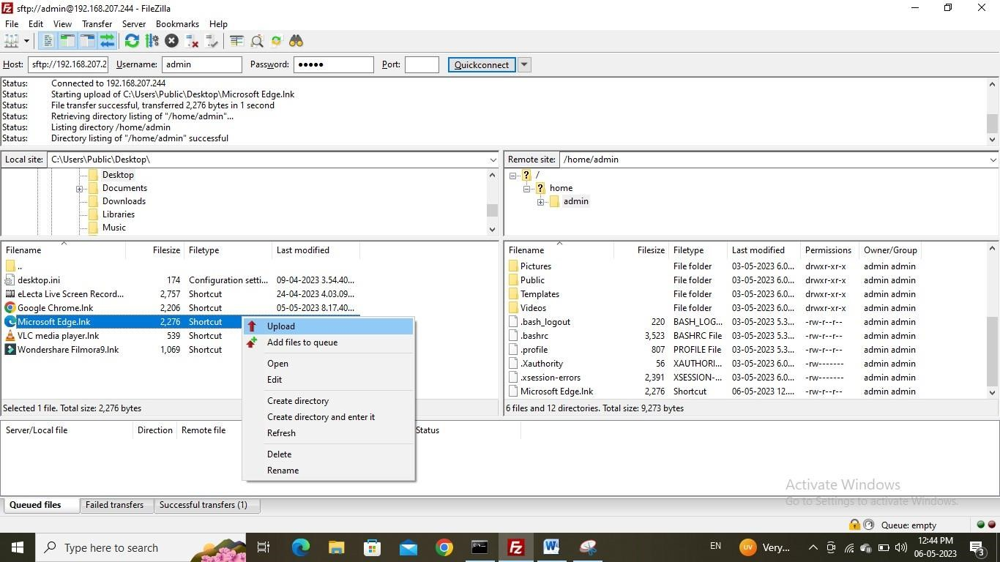 sftp://admin@192.168.207.244 - FileZilla
File Edit View Transfer Server Bookmarks Help
Host: sftp://192.168.207.2 Username: admin Password: ●●●●● Port: Quickconnect
Status: Connected to 192.168.207.244
Status: Starting upload of C:\Users\Public\Desktop\Microsoft Edge.lnk
Status: File transfer successful, transferred 2,276 bytes in 1 second
Status: Retrieving directory listing of "/home/admin"...
Status: Listing directory /home/admin
Status: Directory listing of "/home/admin" successful
Local site: C:\Users\Public\Desktop\
Desktop
Documents
Downloads
Libraries
Music
Remote site: /home/admin
/
home
admin
Filename Filesize Filetype Last modified
..
desktop.ini 174 Configuration setti... 09-04-2023 3.54.40...
eLecta Live Screen Record... 2,757 Shortcut 24-04-2023 4.03.09...
Google Chrome.lnk 2,206 Shortcut 05-05-2023 8.17.40...
Microsoft Edge.lnk 2,276 Shortcut
VLC media player.lnk 539 Shortcut
Wondershare Filmora9.lnk 1,069 Shortcut
Selected 1 file. Total size: 2,276 bytes
Upload
Add files to queue
Open
Edit
Create directory
Create directory and enter it
Refresh
Delete
Rename
Filename Filesize Filetype Last modified Permissions Owner/Group
Pictures File folder 03-05-2023 6.0... drwxr-xr-x admin admin
Public File folder 03-05-2023 6.0... drwxr-xr-x admin admin
Templates File folder 03-05-2023 6.0... drwxr-xr-x admin admin
Videos File folder 03-05-2023 6.0... drwxr-xr-x admin admin
.bash_logout 220 BASH_LOG... 03-05-2023 5.3... -rw-r--r-- admin admin
.bashrc 3,523 BASHRC File 03-05-2023 5.3... -rw-r--r-- admin admin
.profile 807 PROFILE File 03-05-2023 5.3... -rw-r--r-- admin admin
.Xauthority 56 XAUTHORI... 03-05-2023 6.0... -rw------- admin admin
.xsession-errors 2,391 XSESSION-... 03-05-2023 6.0... -rw------- admin admin
Microsoft Edge.lnk 2,276 Shortcut 06-05-2023 12.... -rw-r--r-- admin admin
6 files and 12 directories. Total size: 9,273 bytes
Server/Local file Direction Remote file Status
Activate Windows
Go to Settings to activate Windows.
Queued files Failed transfers Successful transfers (1)
Queue: empty
Type here to search
EN
UV Very...
12:44 PM
06-05-2023
3